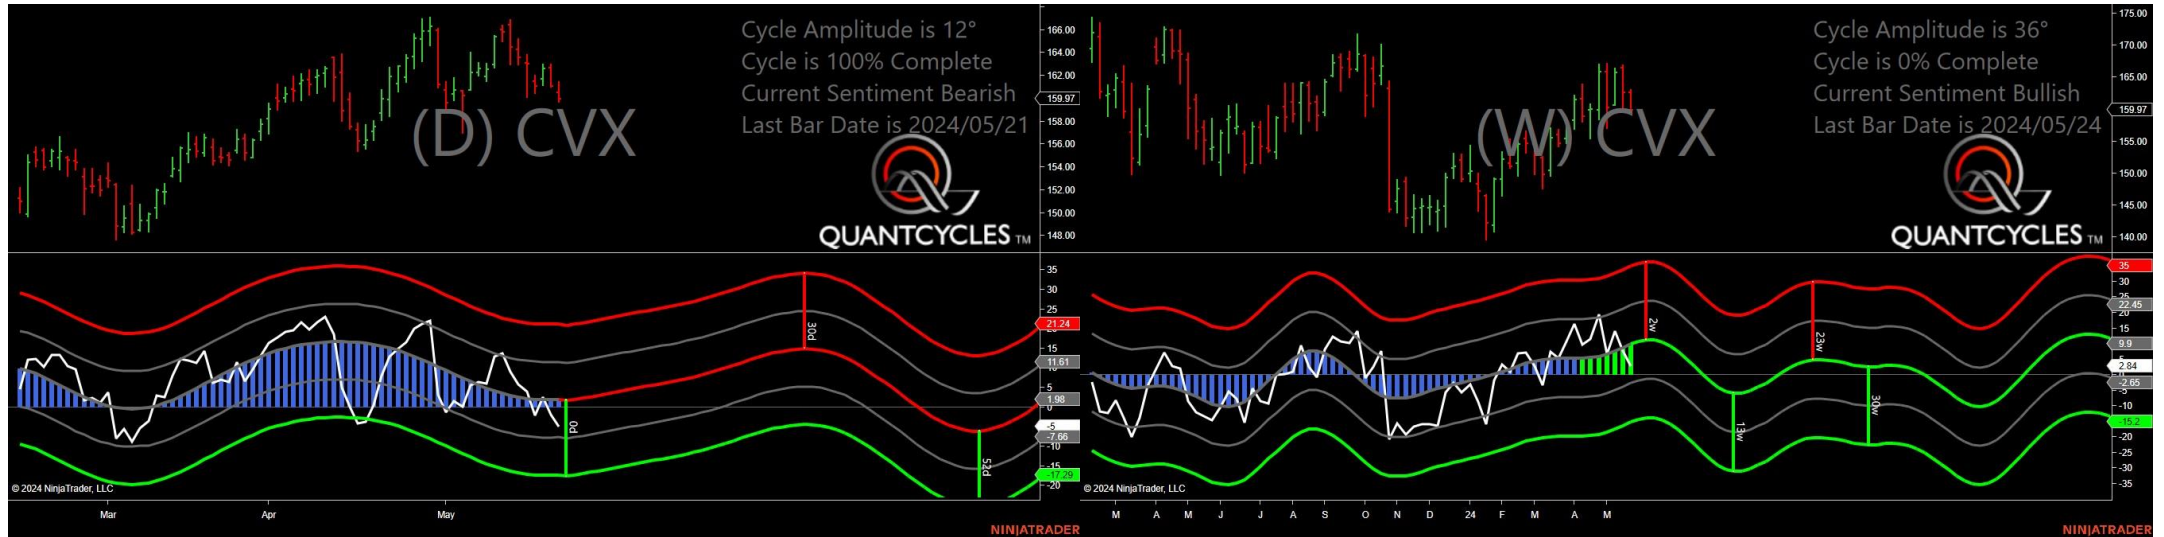 Cycle Amplitude is 12°
Cycle is 100% Complete
Current Sentiment Bearish
Last Bar Date is 2024/05/21
(D) CVX
QUANTCYCLES TM
166.00
164.00
162.00
159.97
158.00
156.00
154.00
152.00
150.00
148.00
35
30
25
21.24
15
11.61
5
1.98
0
-5
-7.66
-10
-15
-17.29
-20
30d
0d
52d
© 2024 NinjaTrader, LLC
Mar
Apr
May
NINJATRADER
Cycle Amplitude is 36°
Cycle is 0% Complete
Current Sentiment Bullish
Last Bar Date is 2024/05/24
(W) CVX
QUANTCYCLES TM
175.00
170.00
165.00
159.97
155.00
150.00
145.00
140.00
35
30
22.45
20
15
9.9
2.84
-2.65
-5
-10
-15.2
-20
-25
-30
-35
2w
23w
13w
30w
© 2024 NinjaTrader, LLC
M A M J J A S O N D 24 F M A M
NINJATRADER